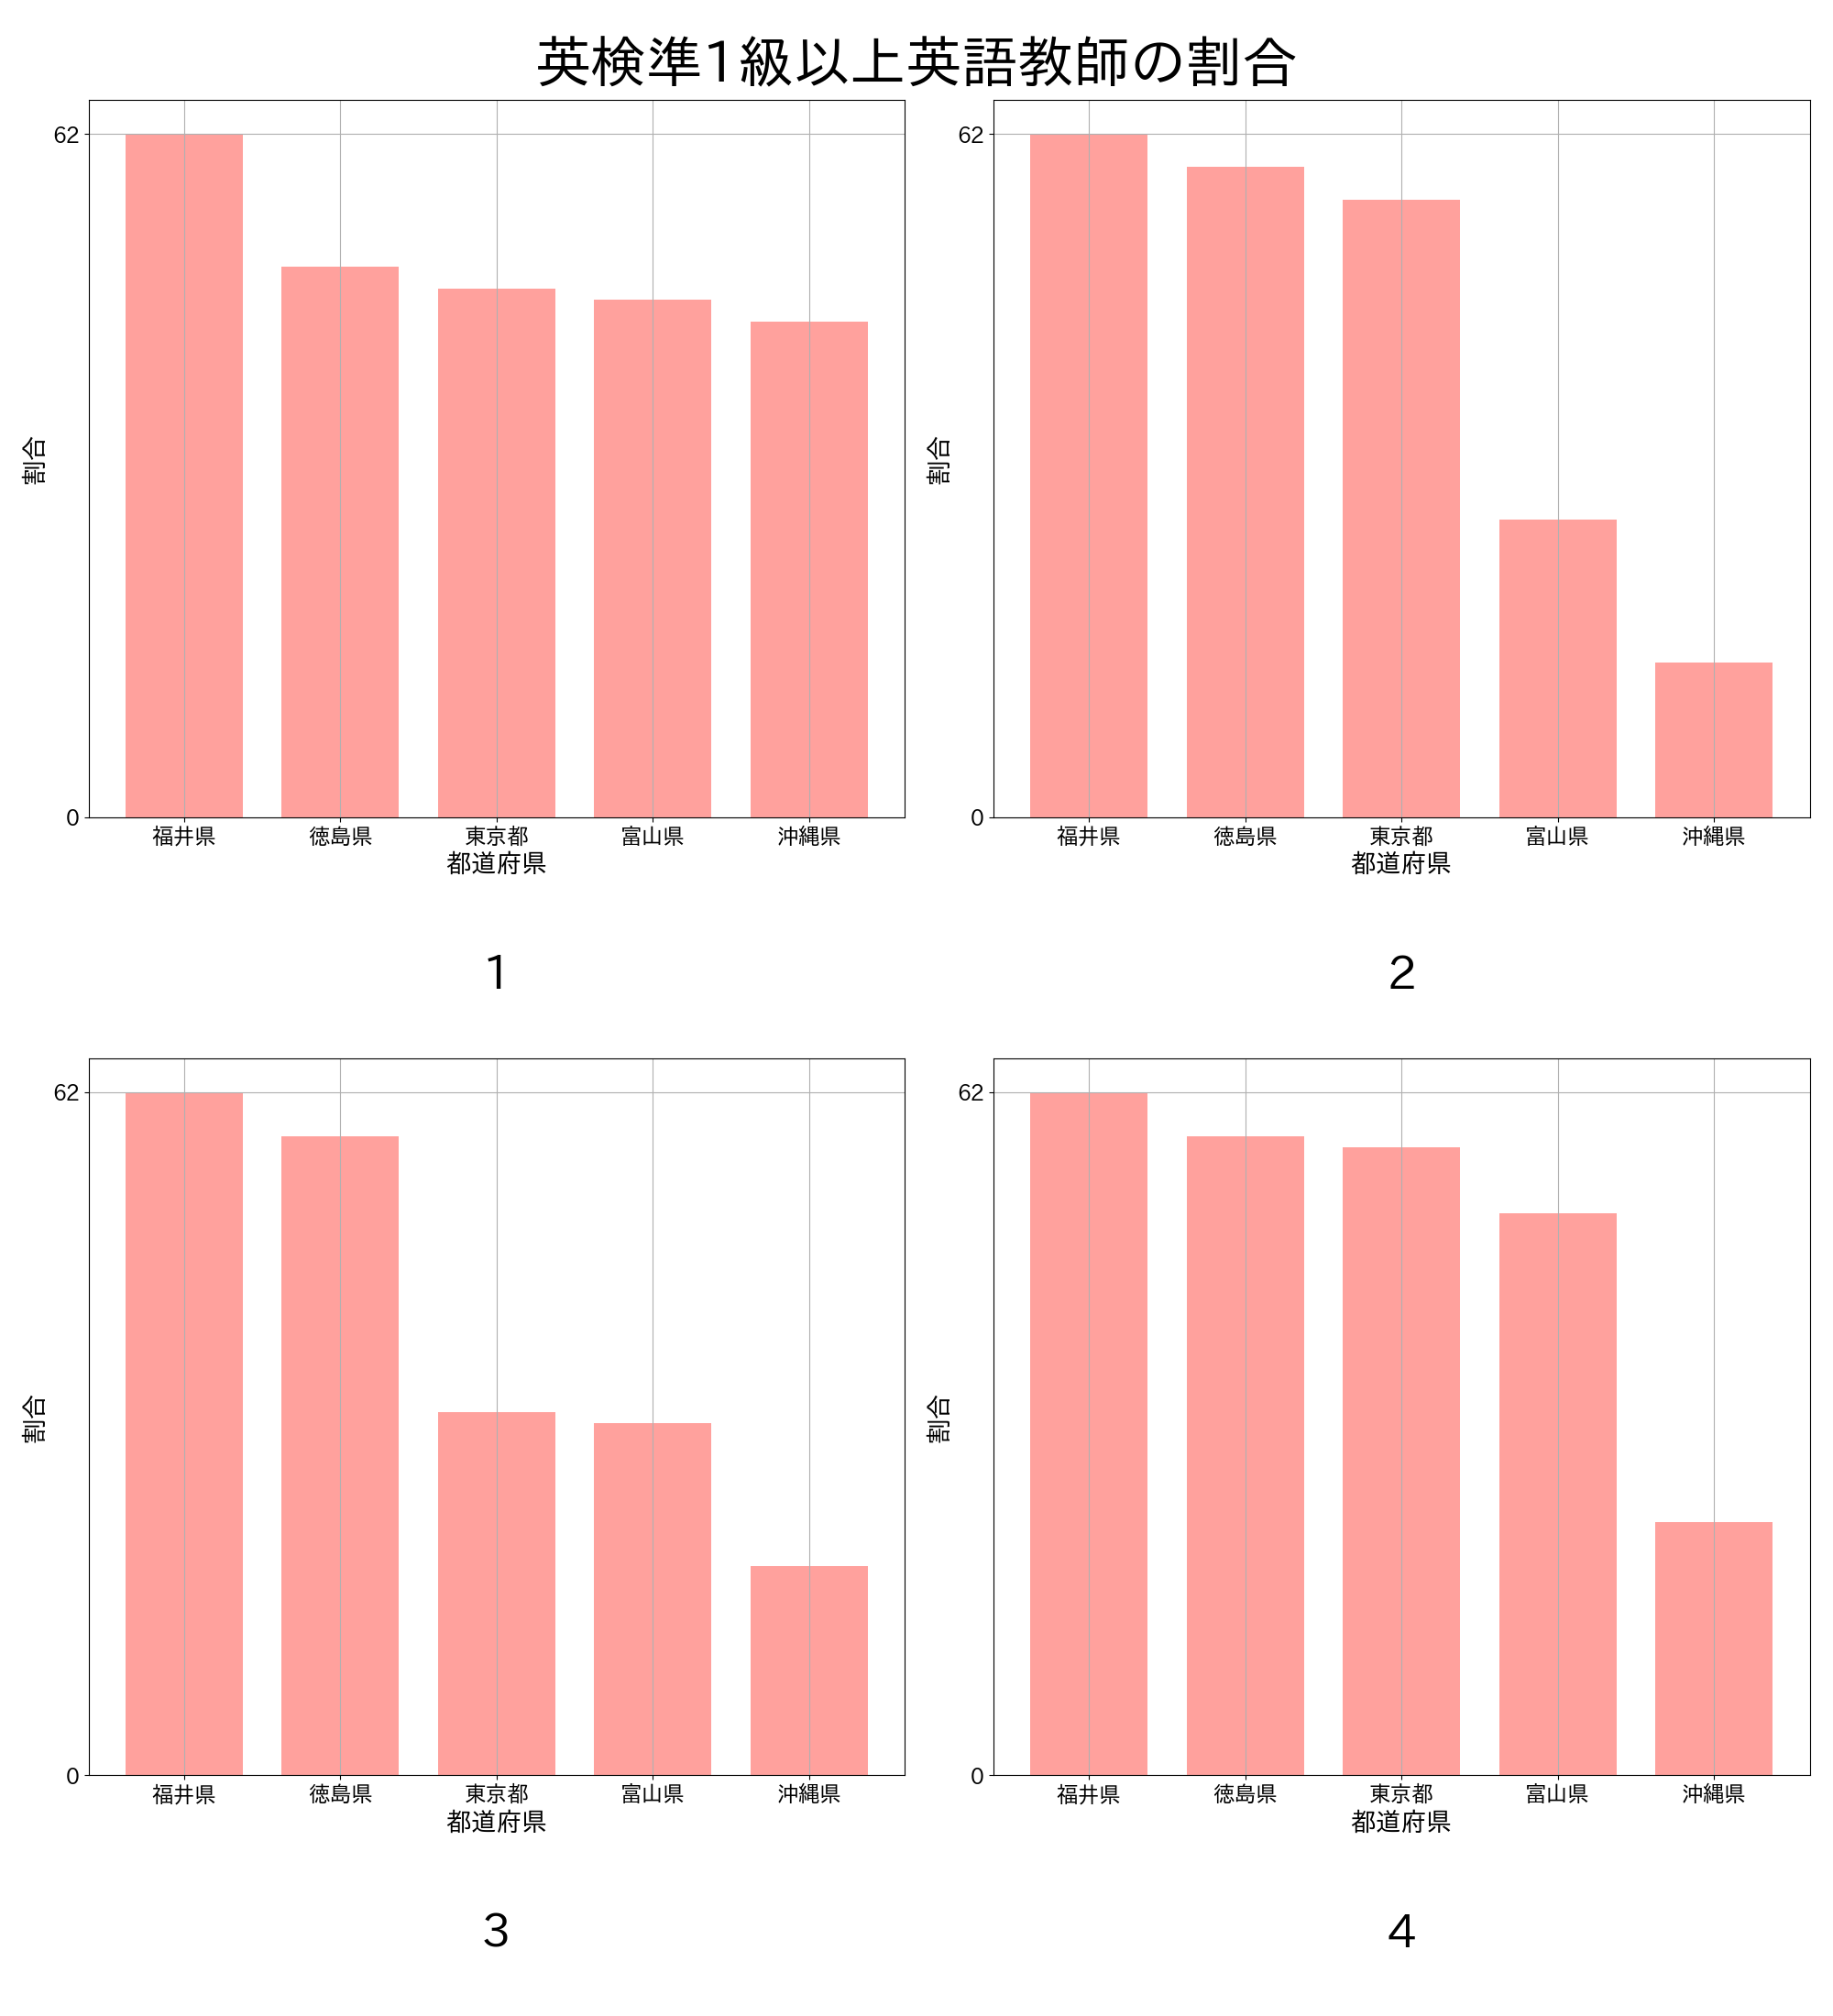 英検準1級以上英語教師の割合
62
割合
0
福井県 徳島県 東京都 富山県 沖縄県
都道府県
1
62
割合
0
福井県 徳島県 東京都 富山県 沖縄県
都道府県
2
62
割合
0
福井県 徳島県 東京都 富山県 沖縄県
都道府県
3
62
割合
0
福井県 徳島県 東京都 富山県 沖縄県
都道府県
4